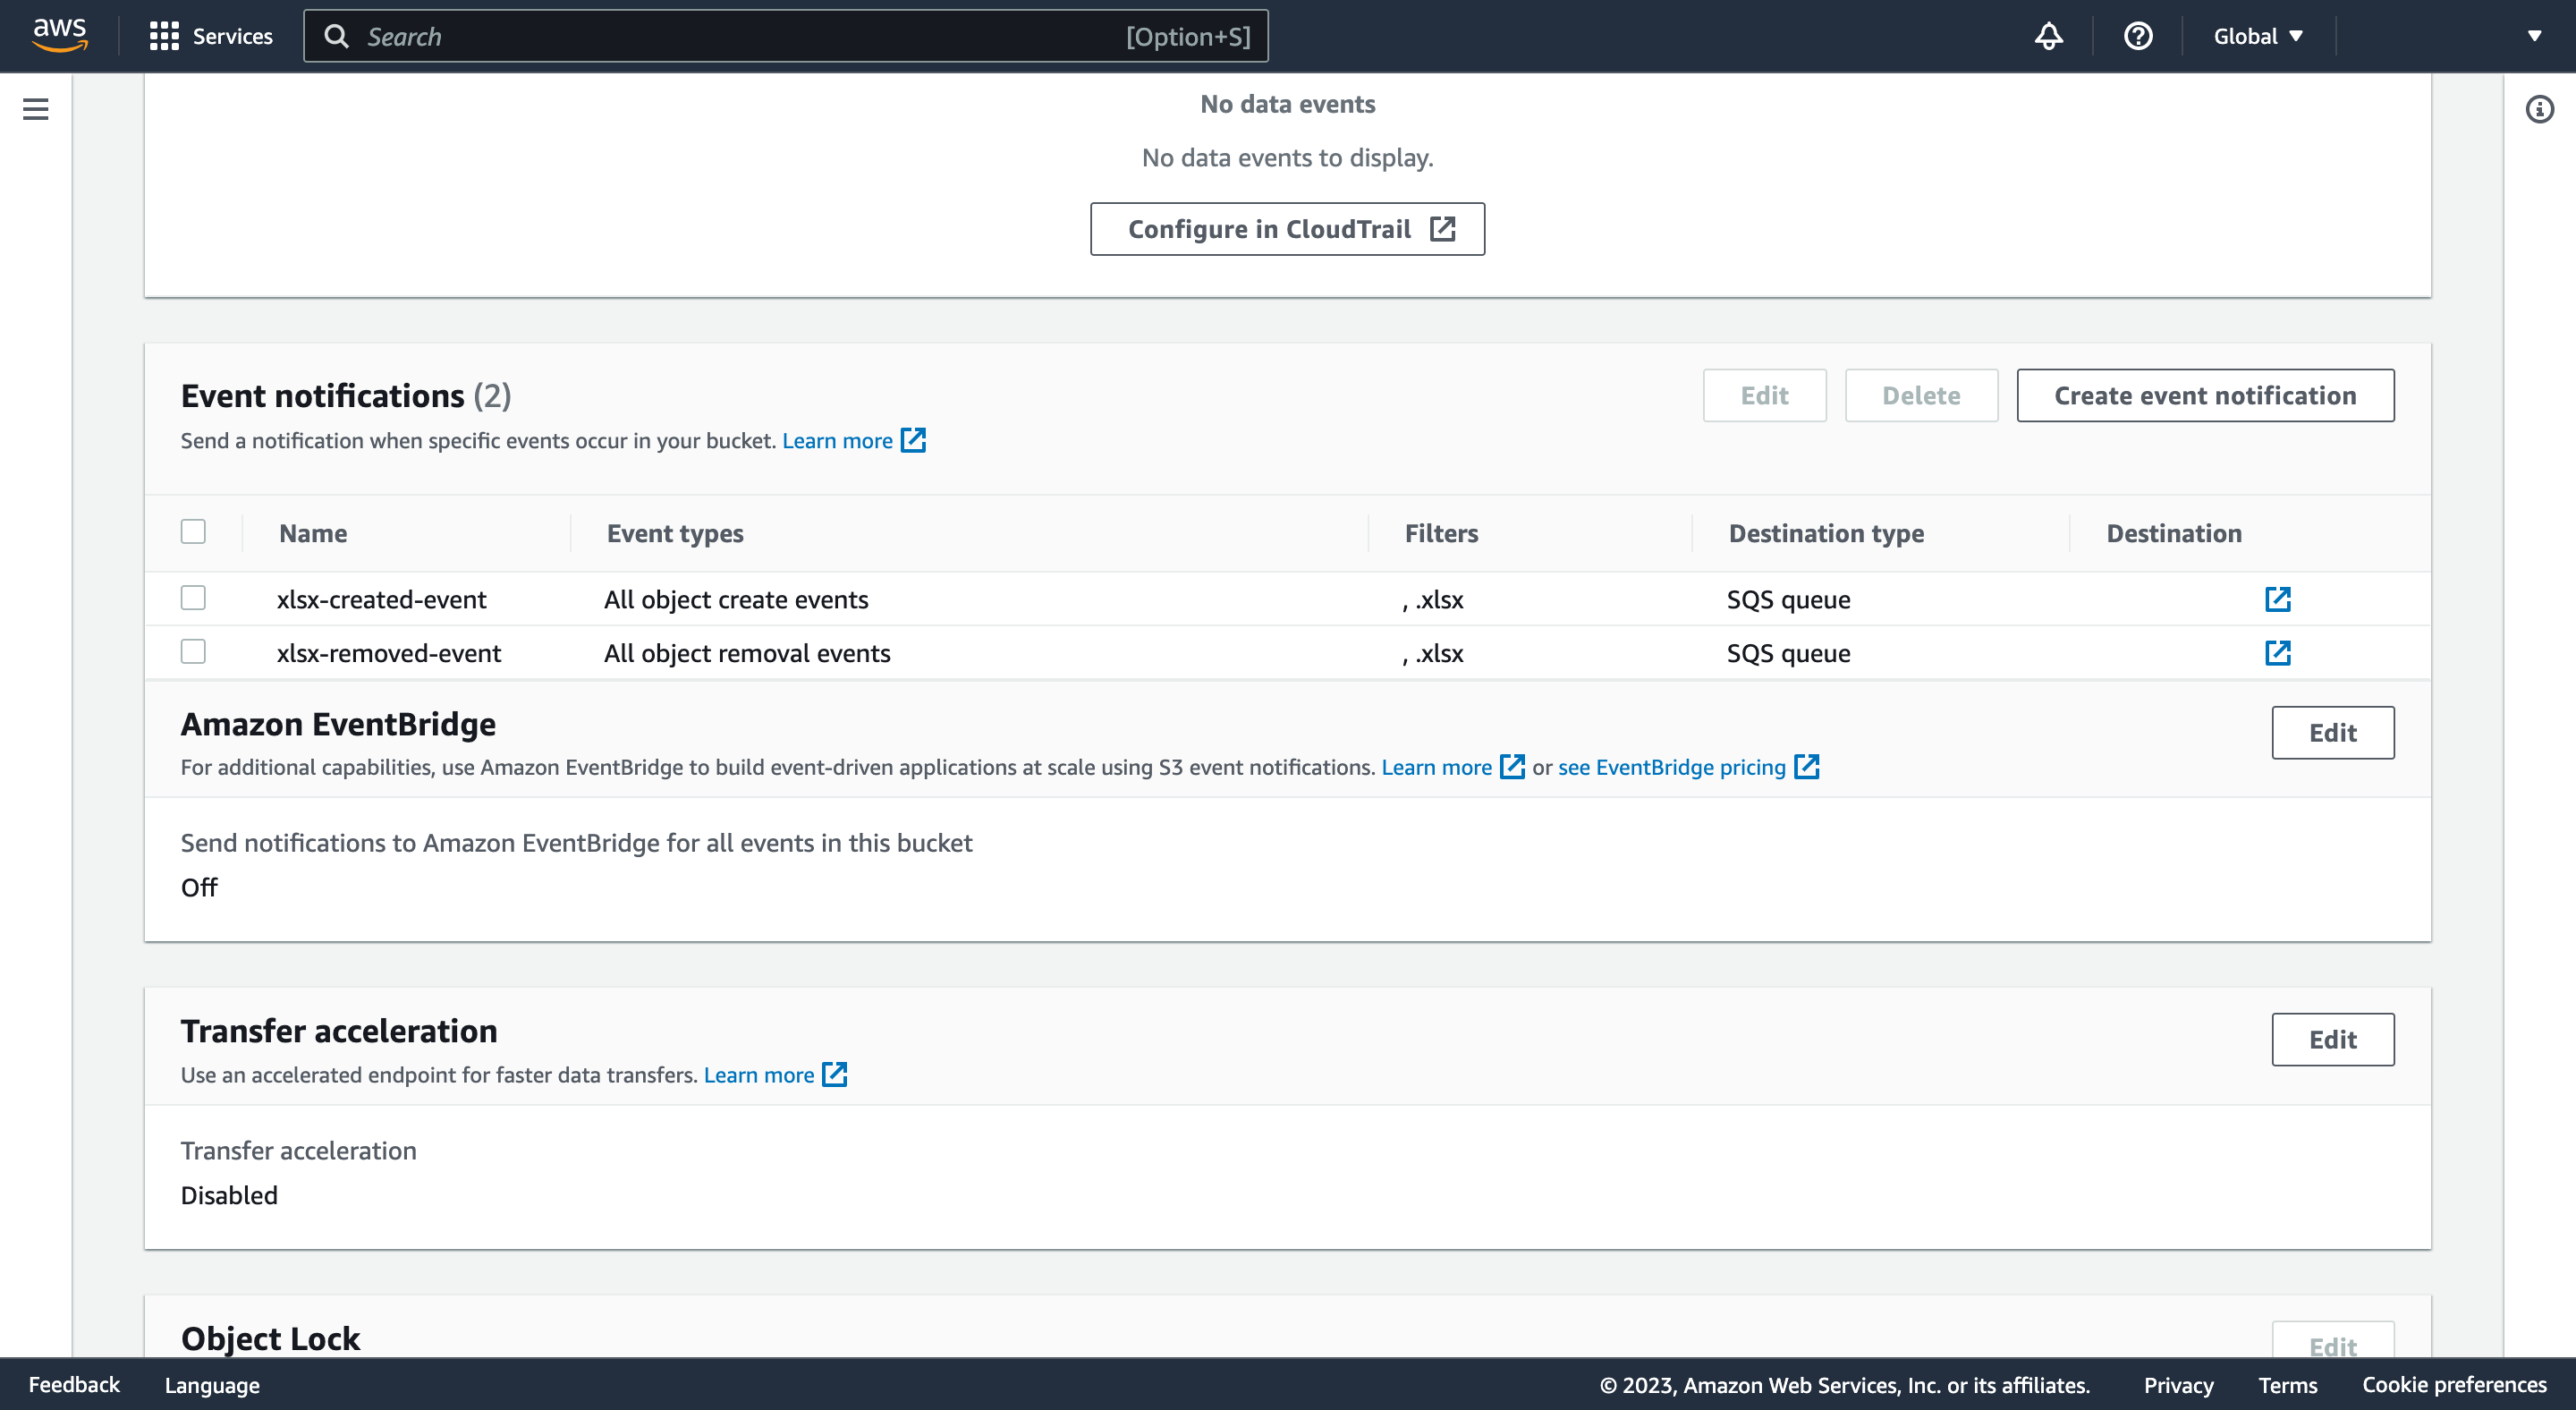 aws Services Search [Option+S] Global
No data events
No data events to display.
Configure in CloudTrail
Event notifications (2) Edit Delete Create event notification
Send a notification when specific events occur in your bucket. Learn more
Name Event types Filters Destination type Destination
xlsx-created-event All object create events , .xlsx SQS queue
xlsx-removed-event All object removal events , .xlsx SQS queue
Amazon EventBridge Edit
For additional capabilities, use Amazon EventBridge to build event-driven applications at scale using S3 event notifications. Learn more or see EventBridge pricing
Send notifications to Amazon EventBridge for all events in this bucket
Off
Transfer acceleration Edit
Use an accelerated endpoint for faster data transfers. Learn more
Transfer acceleration
Disabled
Object Lock Edit
Feedback Language © 2023, Amazon Web Services, Inc. or its affiliates. Privacy Terms Cookie preferences